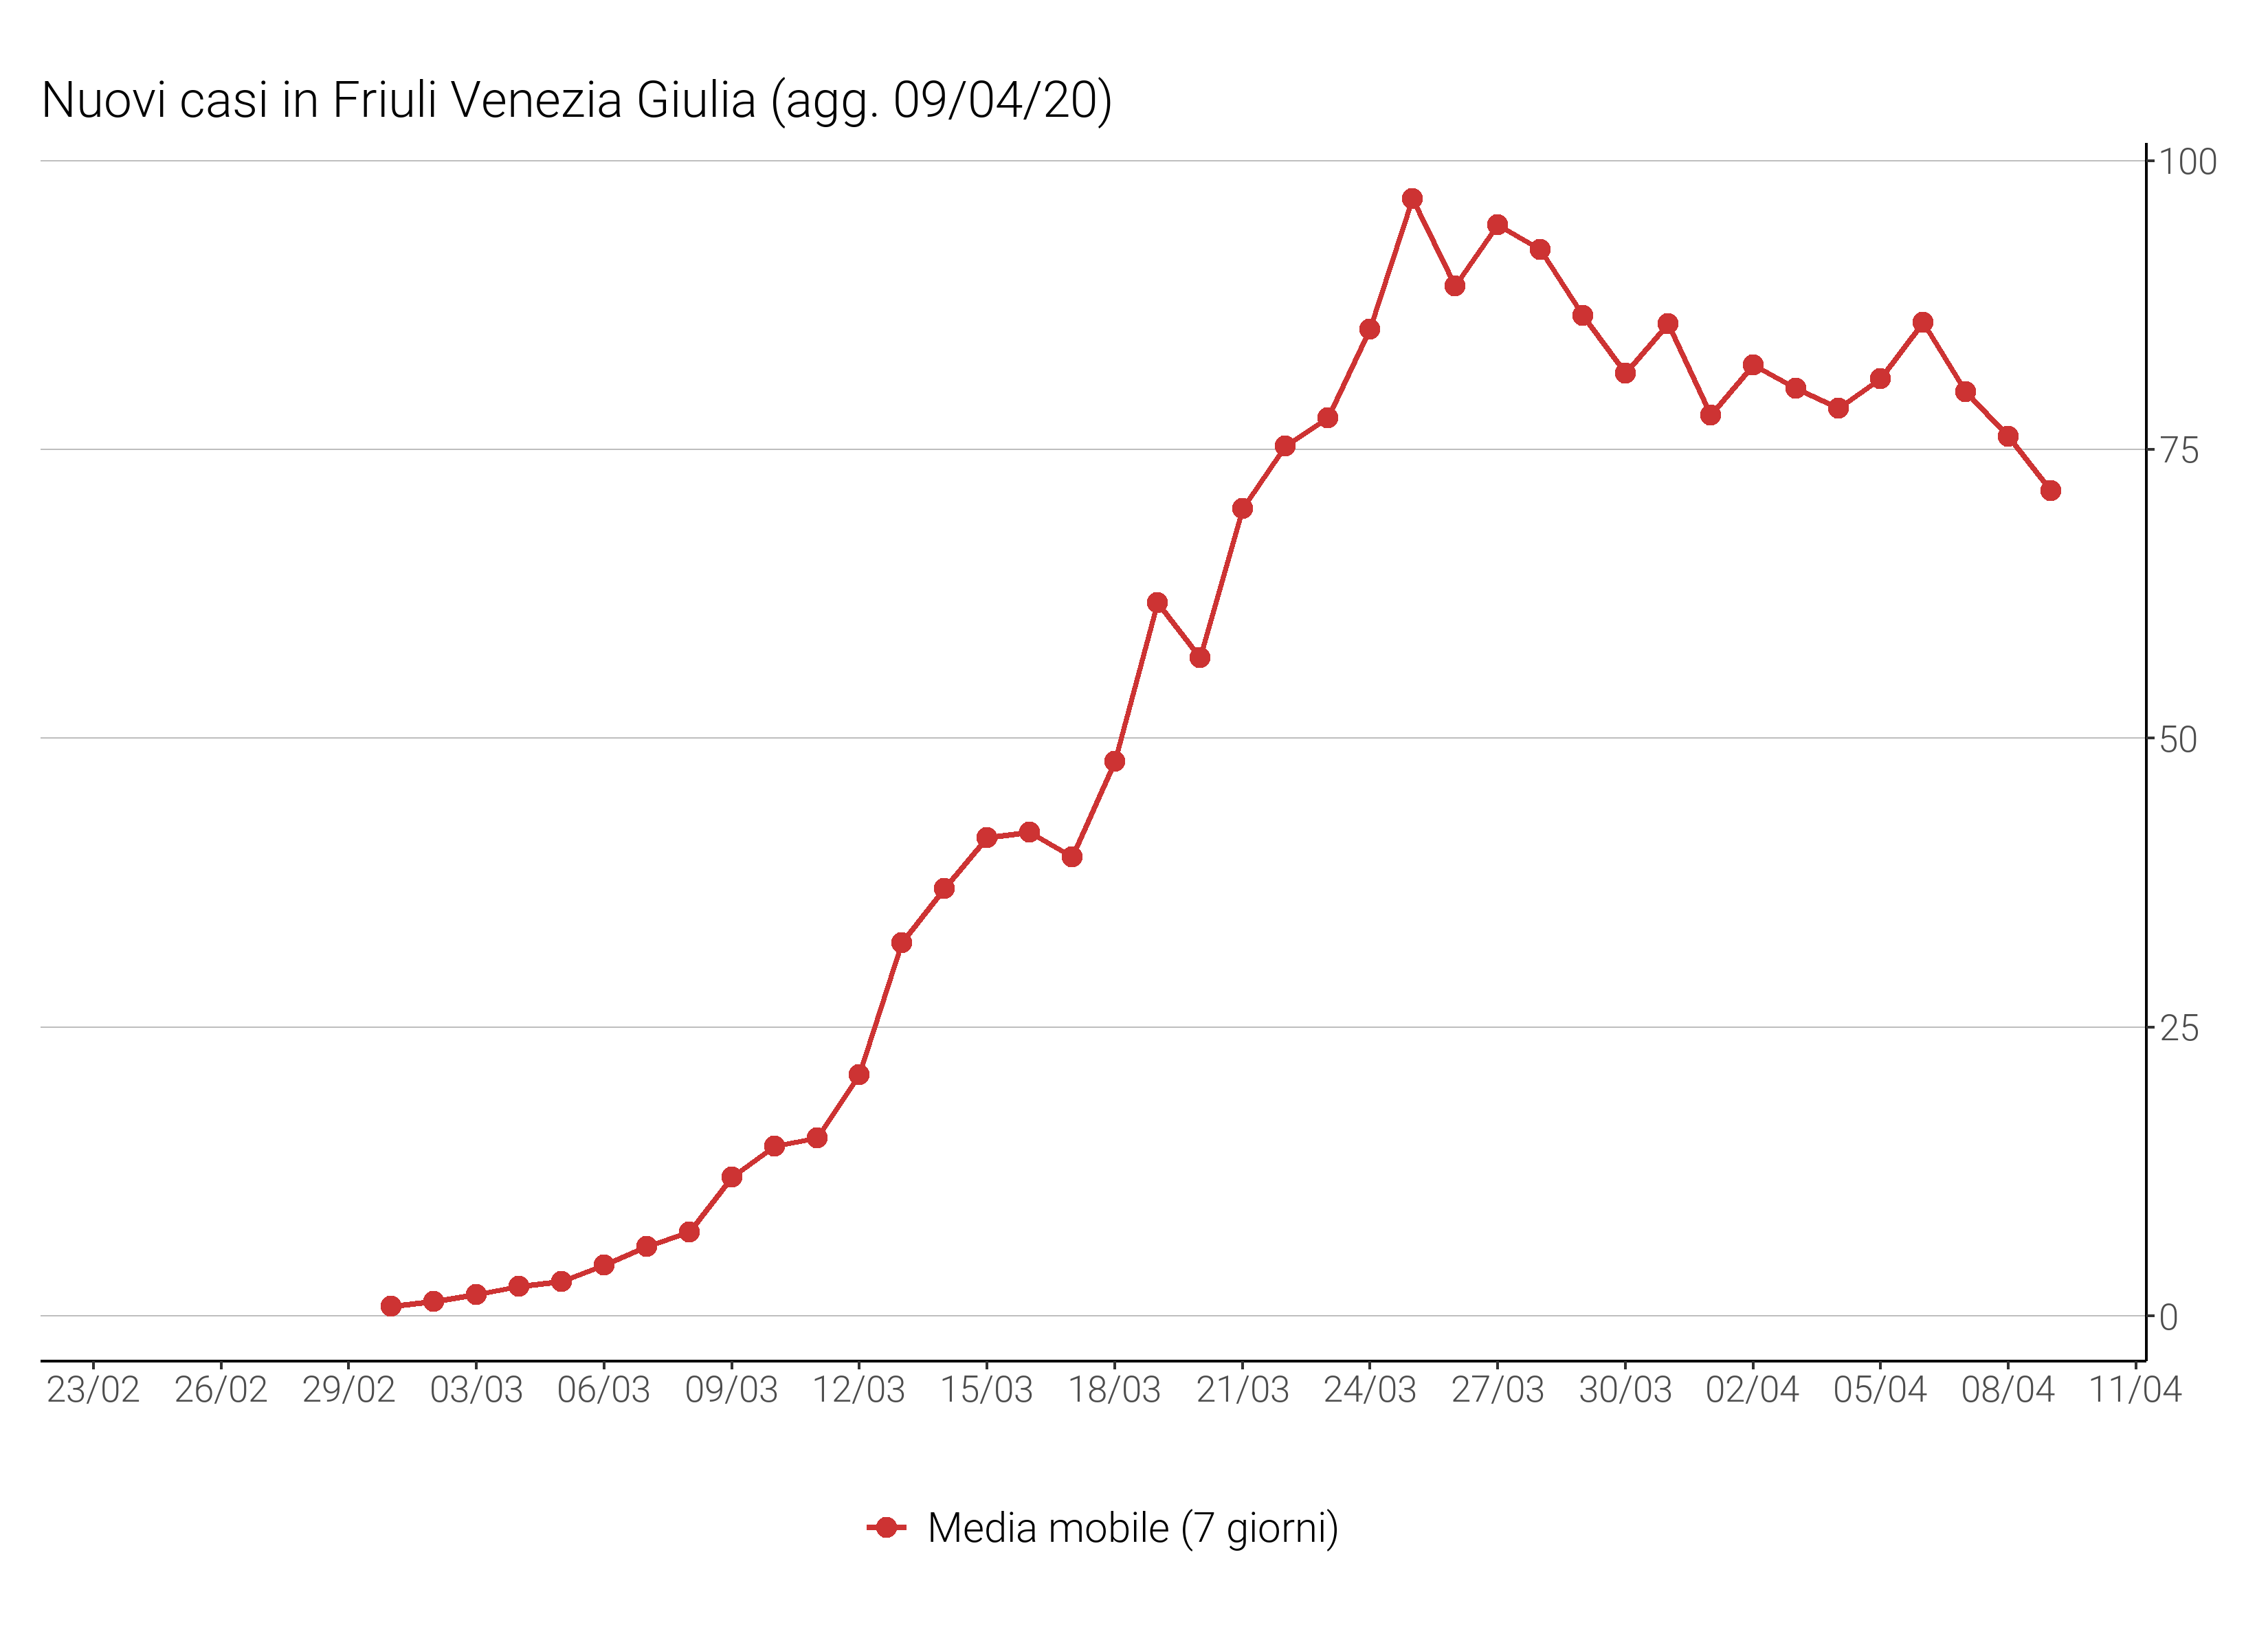 Nuovi casi in Friuli Venezia Giulia (agg. 09/04/20)
100
75
50
25
0
23/02 26/02 29/02 03/03 06/03 09/03 12/03 15/03 18/03 21/03 24/03 27/03 30/03 02/04 05/04 08/04 11/04
Media mobile (7 giorni)